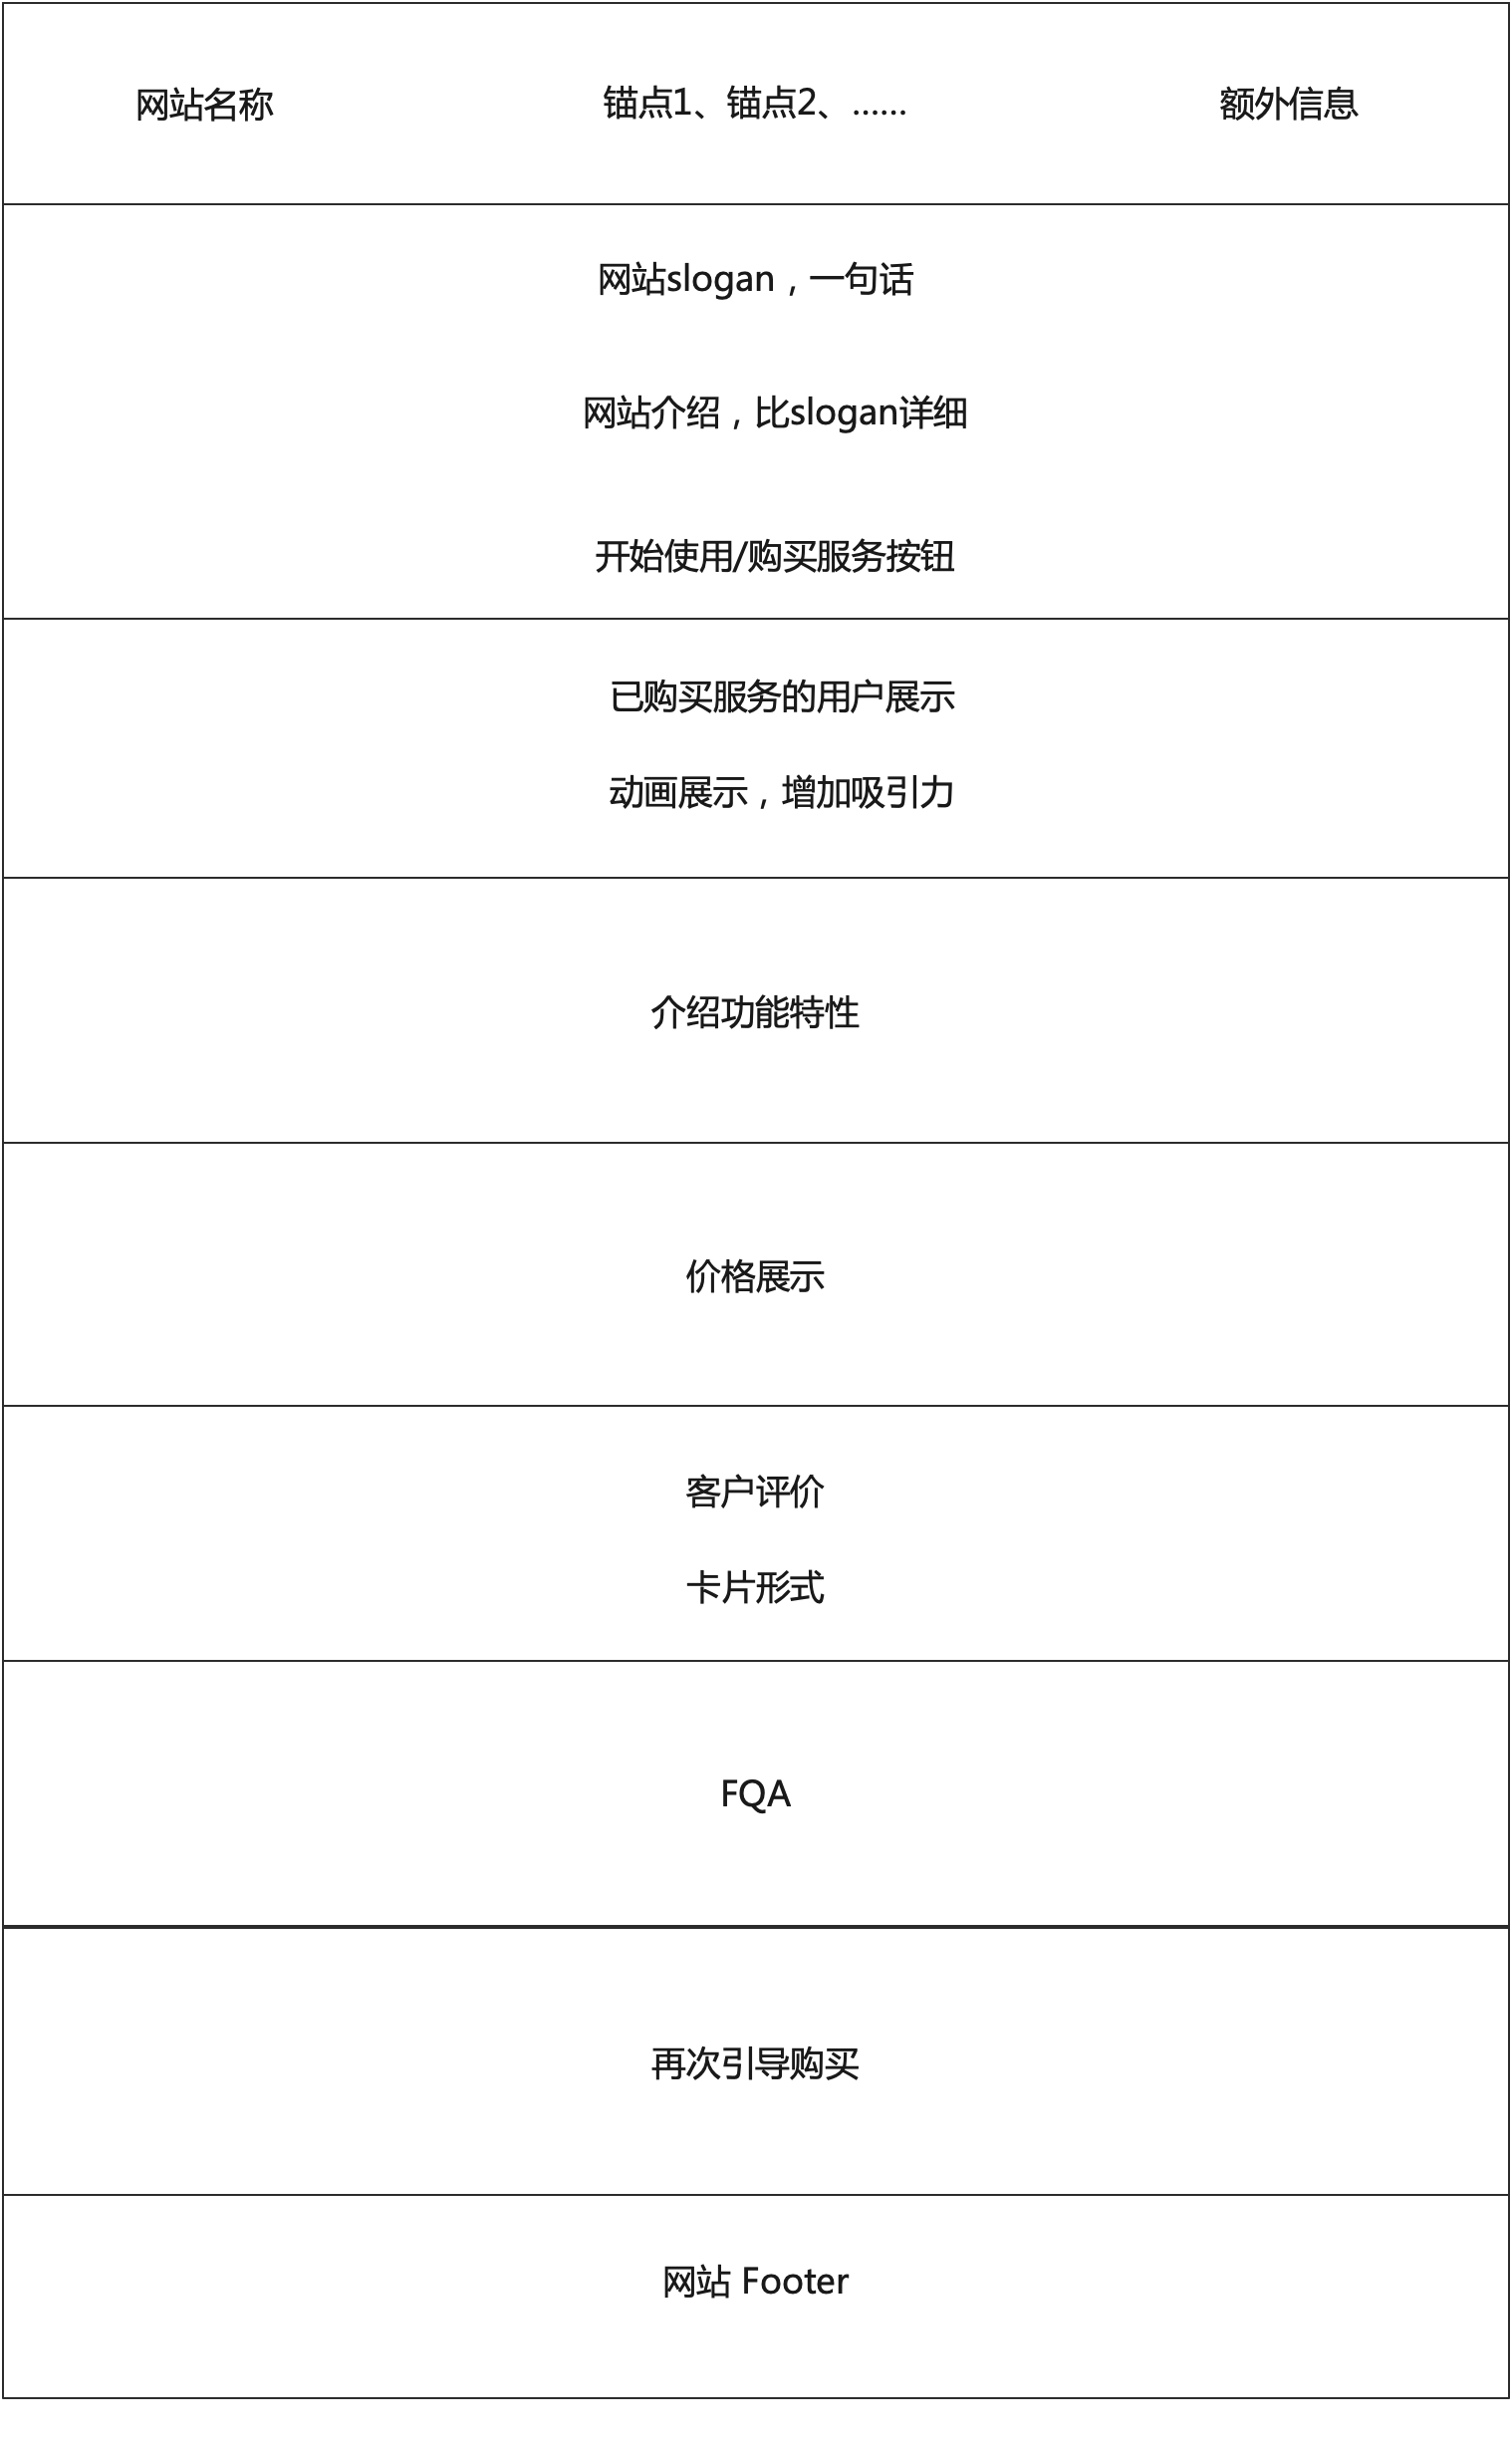 网站名称
锚点1、锚点2、......
额外信息
网站slogan，一句话
网站介绍，比slogan详细
开始使用/购买服务按钮
已购买服务的用户展示
动画展示，增加吸引力
介绍功能特性
价格展示
客户评价
卡片形式
FQA
再次引导购买
网站 Footer